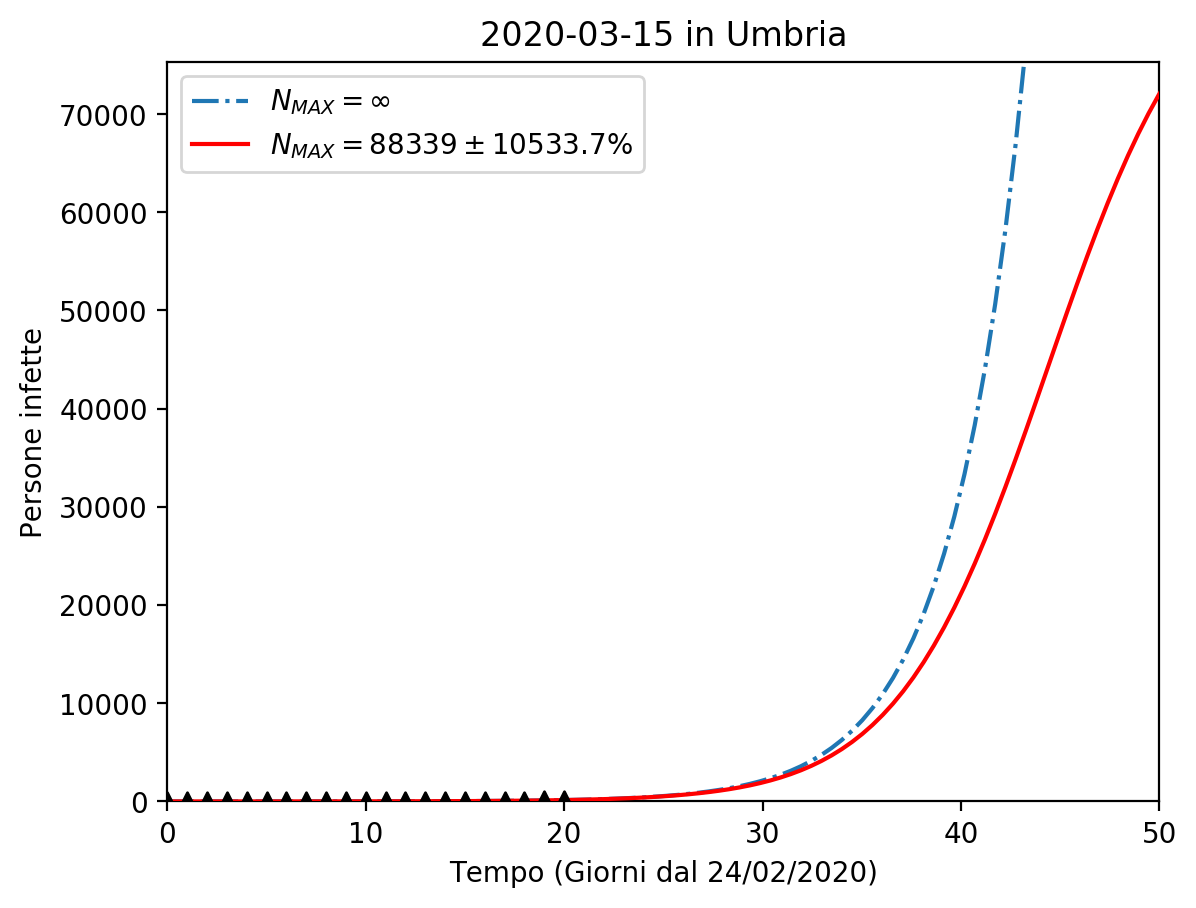 2020-03-15 in Umbria
N_MAX = ∞
N_MAX = 88339 ± 10533.7%
70000
60000
50000
40000
30000
20000
10000
0
Persone infette
0 10 20 30 40 50
Tempo (Giorni dal 24/02/2020)